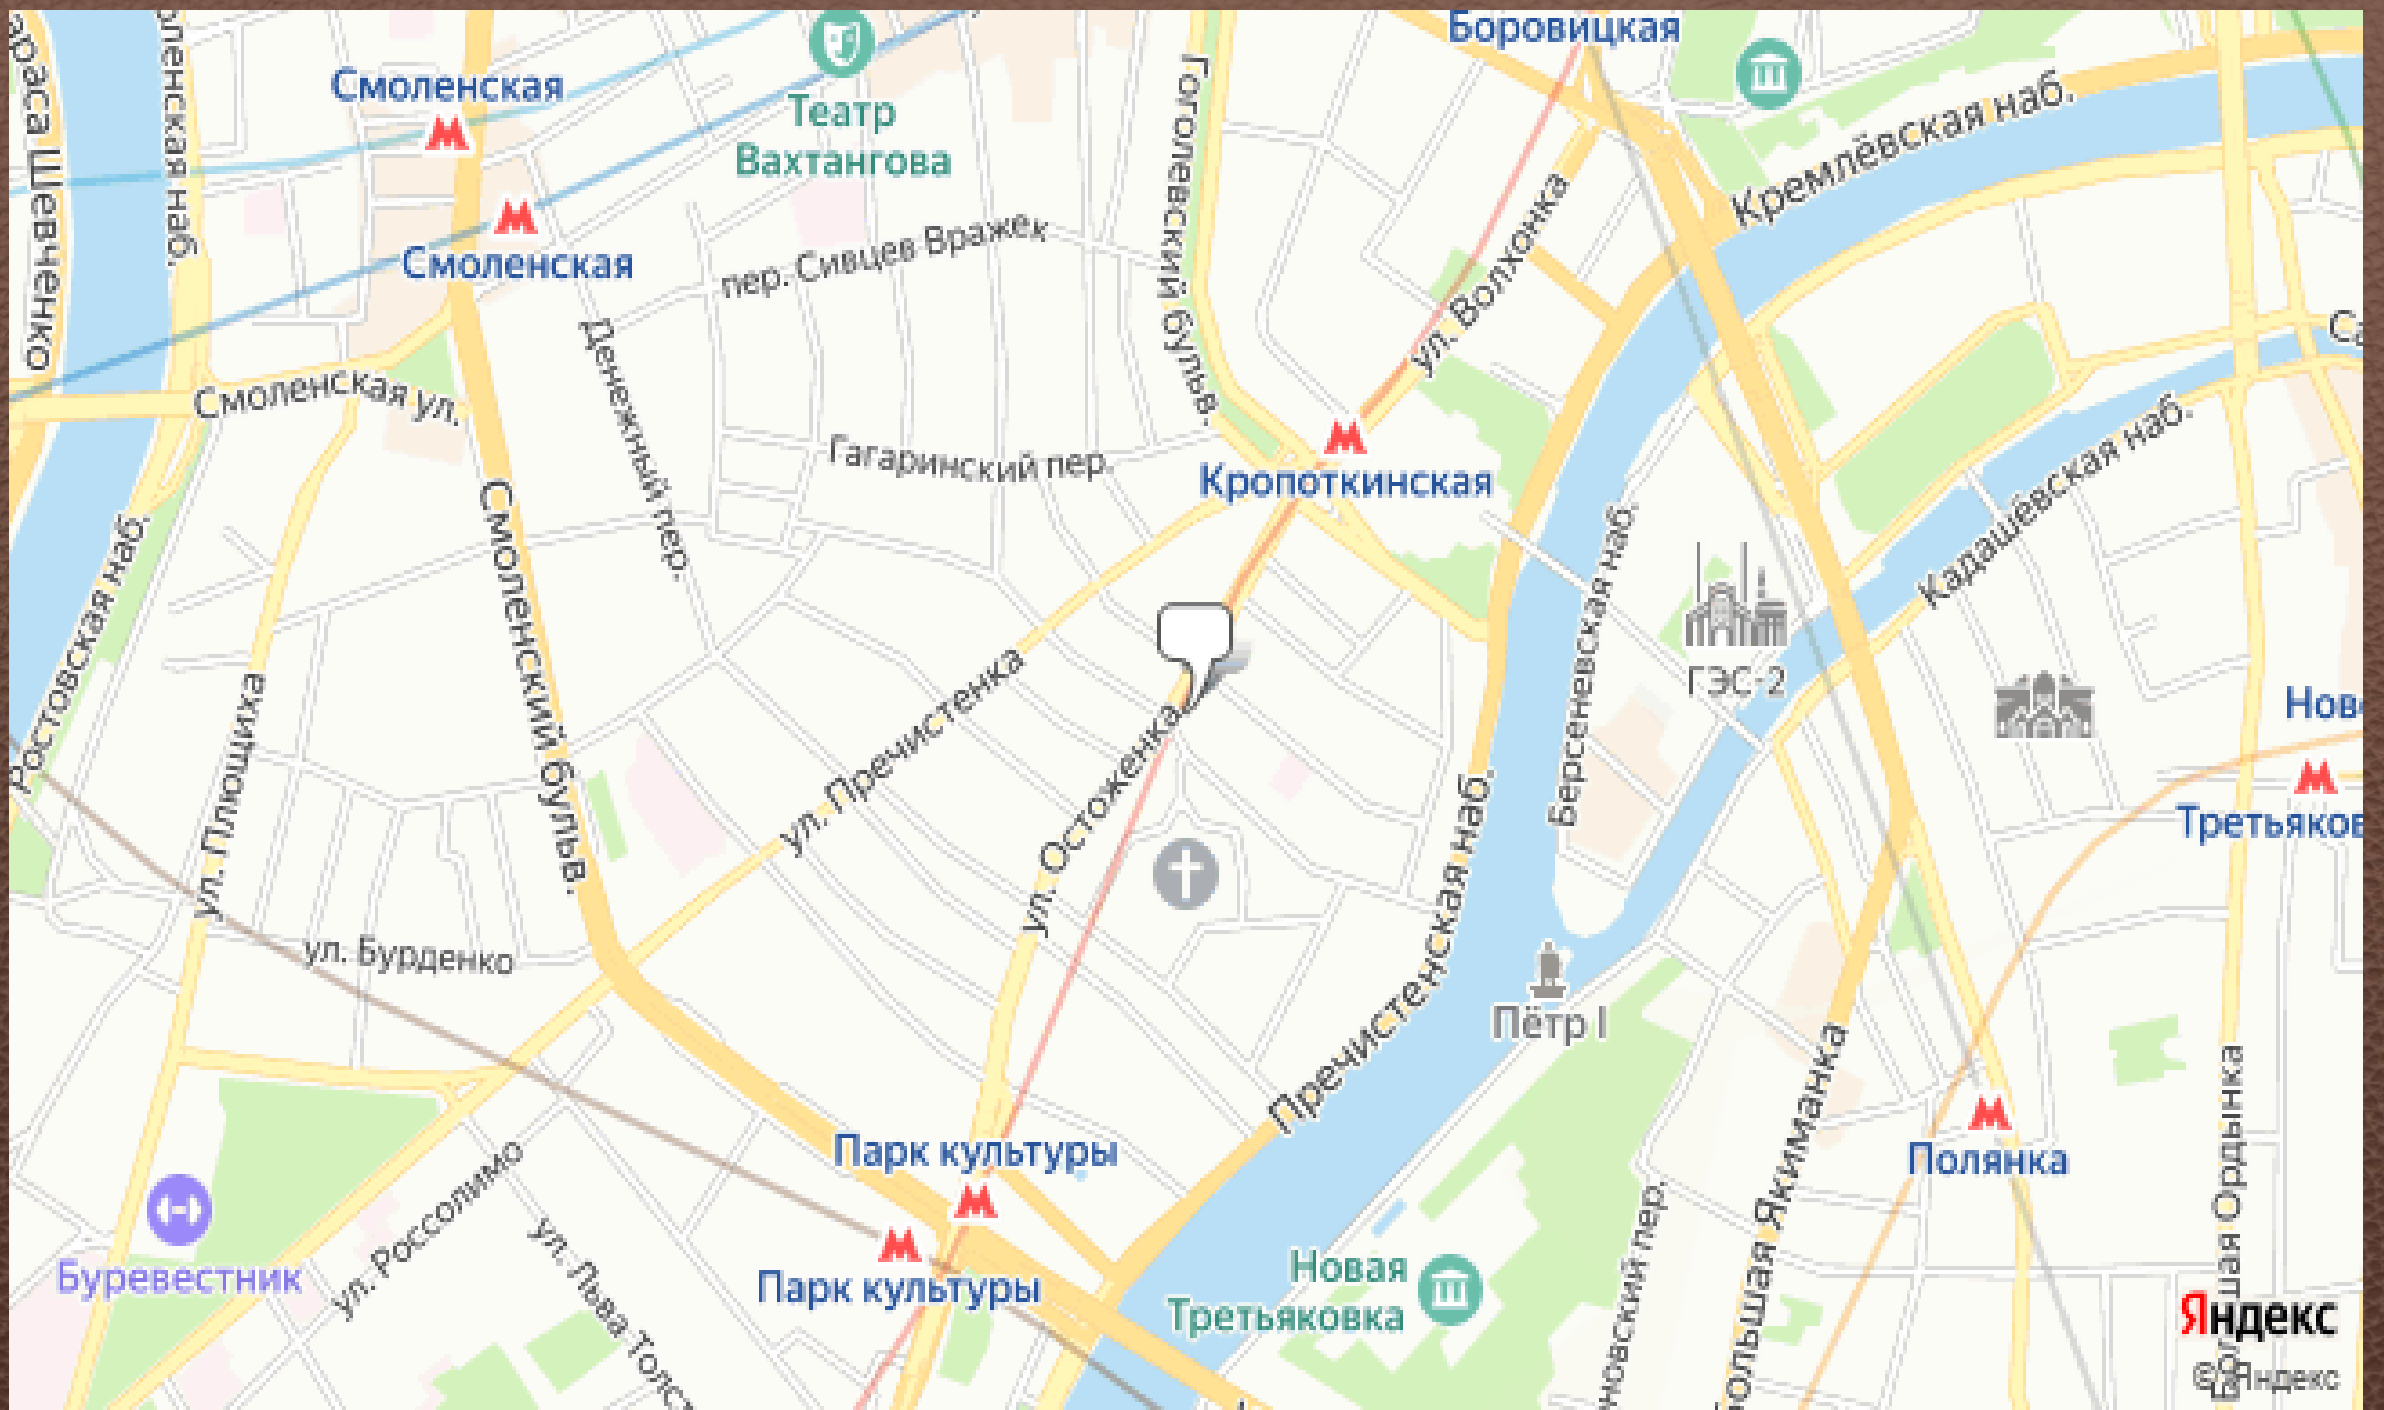 Боровицкая
Смоленская
Театр
Вахтангова
Смоленская
пер. Сивцев Вражек
Гоголевский бульв.
ул. Волхонка
Кремлёвская наб.
Смоленская ул.
Денежный пер.
Гагаринский пер.
Кропоткинская
Кадашёвская наб.
Ростовская наб.
Смоленский бульв.
Берсеневская наб.
ГЭС-2
ул. Плющиха
ул. Пречистенка
ул. Остоженка
Пречистенская наб.
ул. Бурденко
Пётр I
Парк культуры
Парк культуры
Полянка
Большая Ордынка
ул. Россолимо
Буревестник
Новая
Третьяковка
Яндекс
© Яндекс